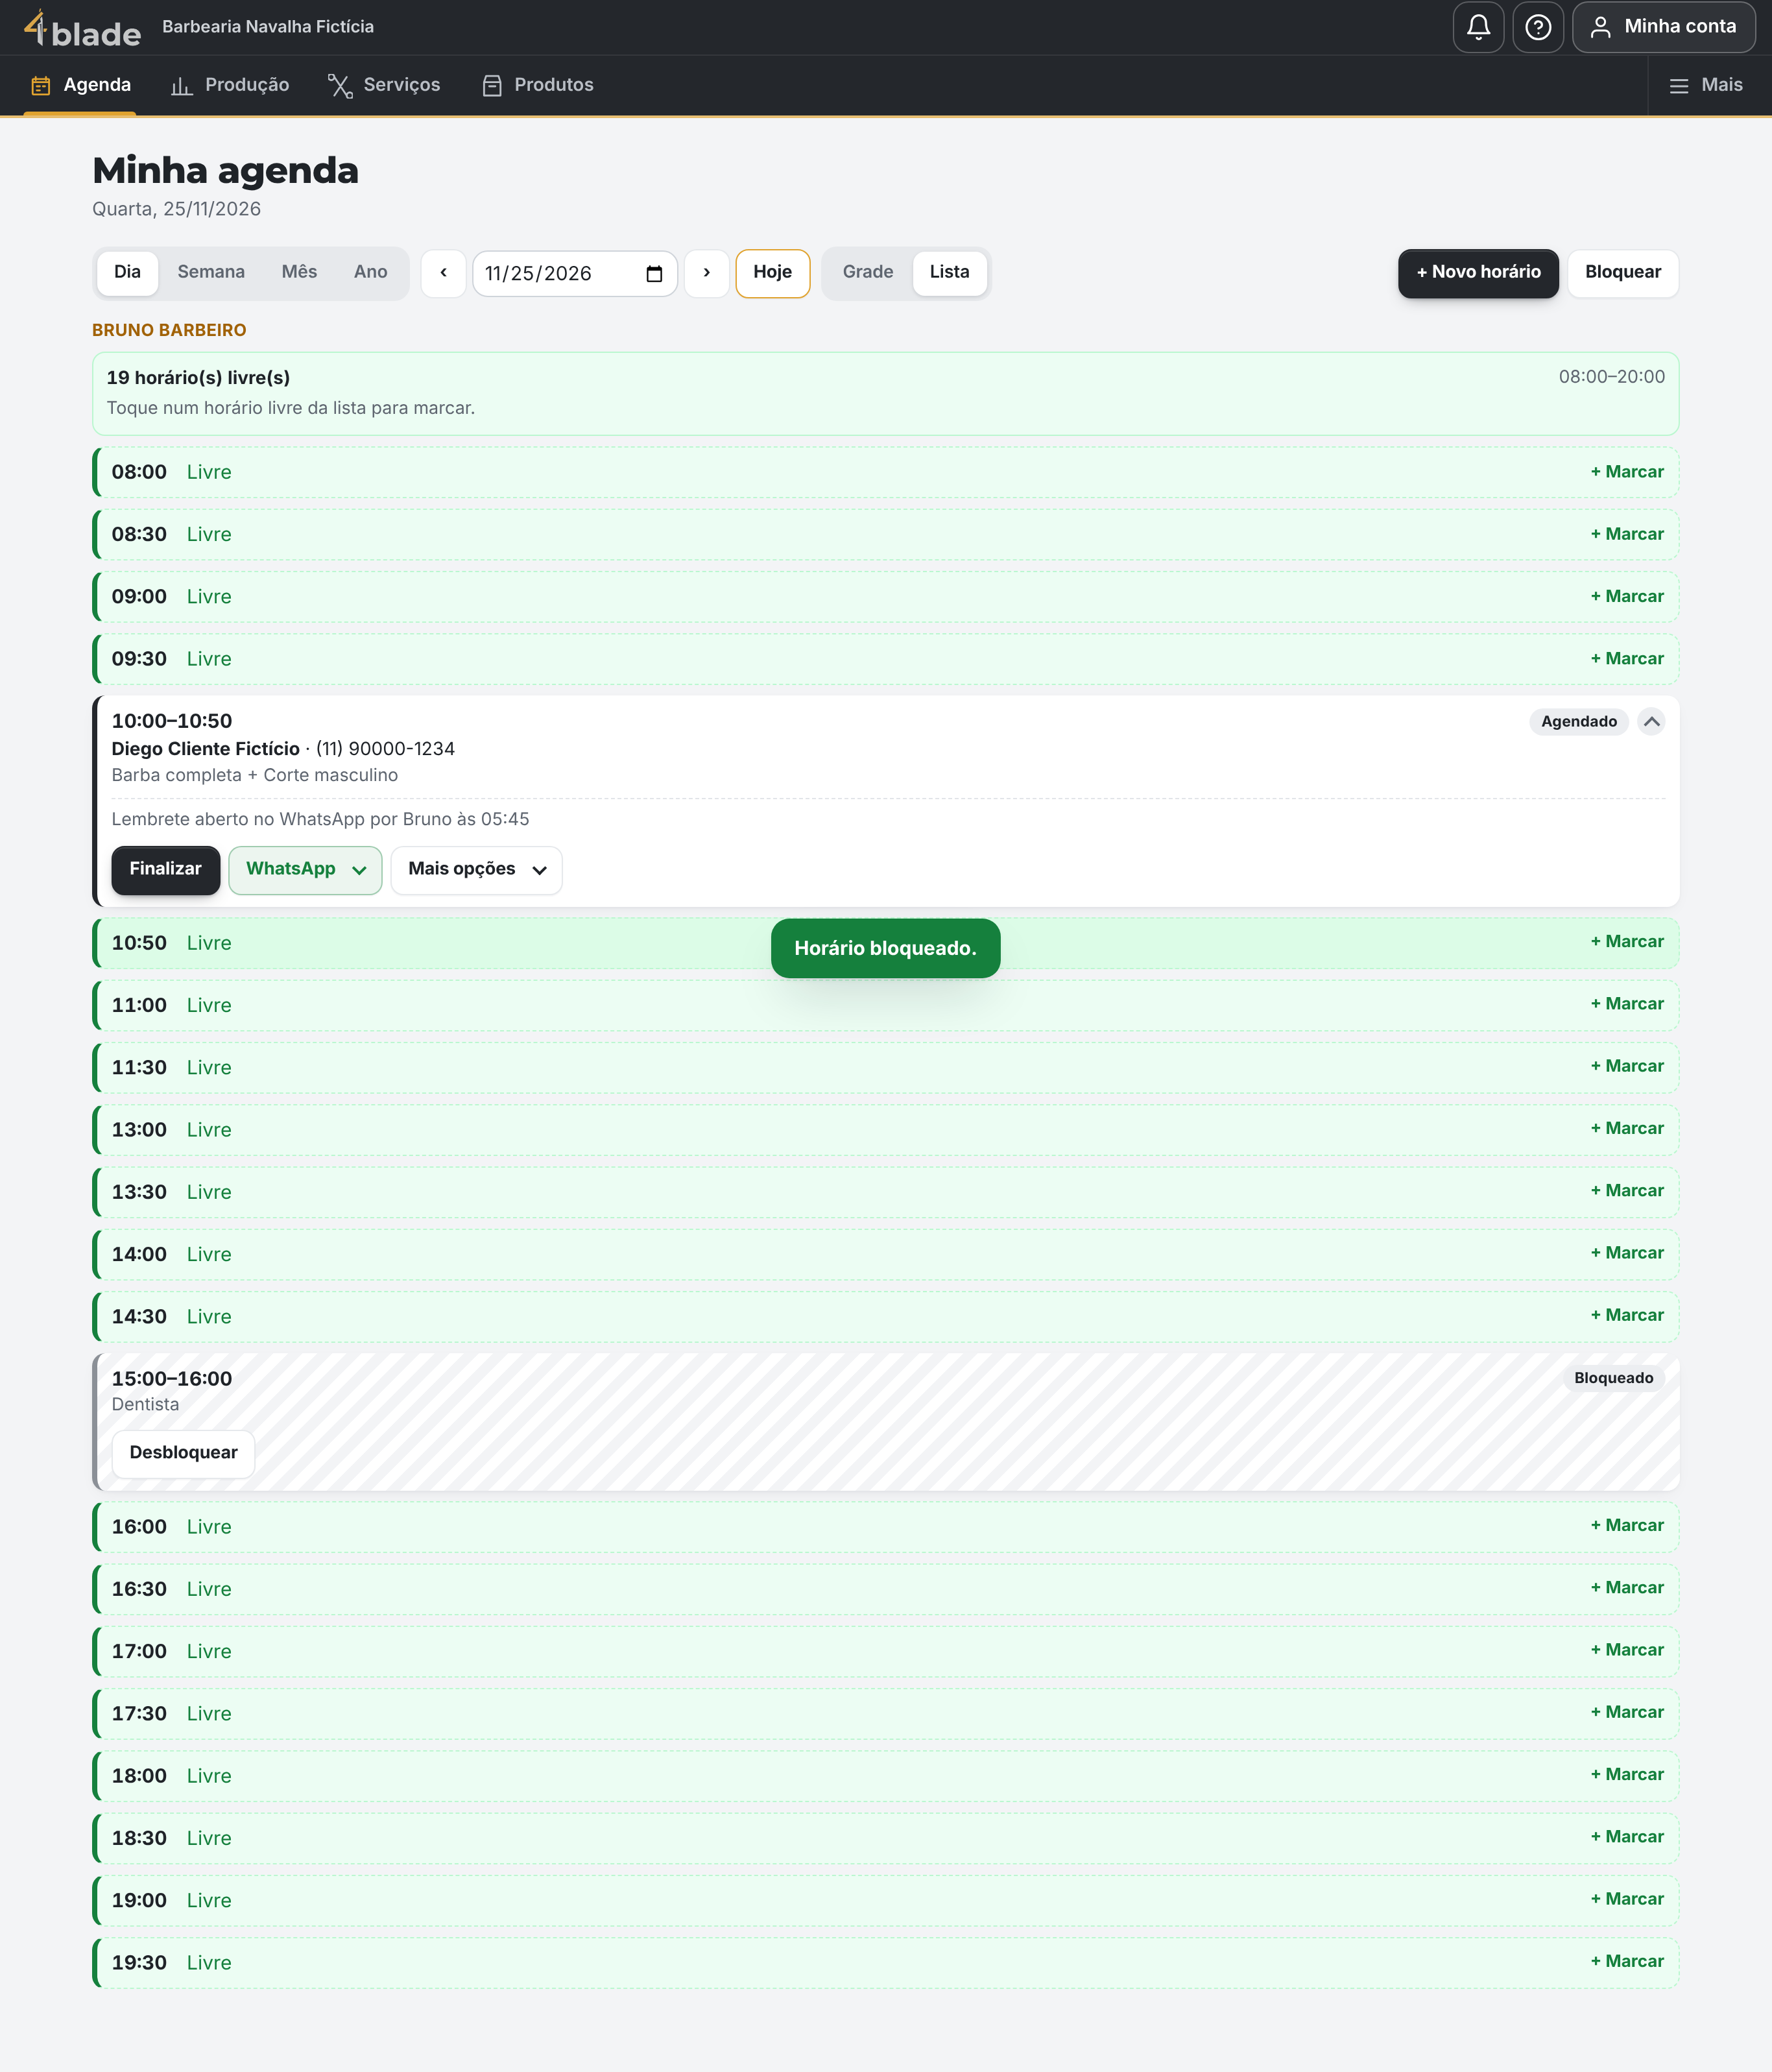 4blade
Barbearia Navalha Fictícia
Minha conta
Agenda
Produção
Serviços
Produtos
Mais
Minha agenda
Quarta, 25/11/2026
Dia Semana Mês Ano ‹ 11/25/2026 › Hoje Grade Lista + Novo horário Bloquear
BRUNO BARBEIRO
19 horário(s) livre(s) 08:00–20:00
Toque num horário livre da lista para marcar.
08:00 Livre + Marcar
08:30 Livre + Marcar
09:00 Livre + Marcar
09:30 Livre + Marcar
10:00–10:50 Agendado
Diego Cliente Fictício · (11) 90000-1234
Barba completa + Corte masculino
Lembrete aberto no WhatsApp por Bruno às 05:45
Finalizar WhatsApp Mais opções
10:50 Livre + Marcar
Horário bloqueado.
11:00 Livre + Marcar
11:30 Livre + Marcar
13:00 Livre + Marcar
13:30 Livre + Marcar
14:00 Livre + Marcar
14:30 Livre + Marcar
15:00–16:00 Bloqueado
Dentista
Desbloquear
16:00 Livre + Marcar
16:30 Livre + Marcar
17:00 Livre + Marcar
17:30 Livre + Marcar
18:00 Livre + Marcar
18:30 Livre + Marcar
19:00 Livre + Marcar
19:30 Livre + Marcar